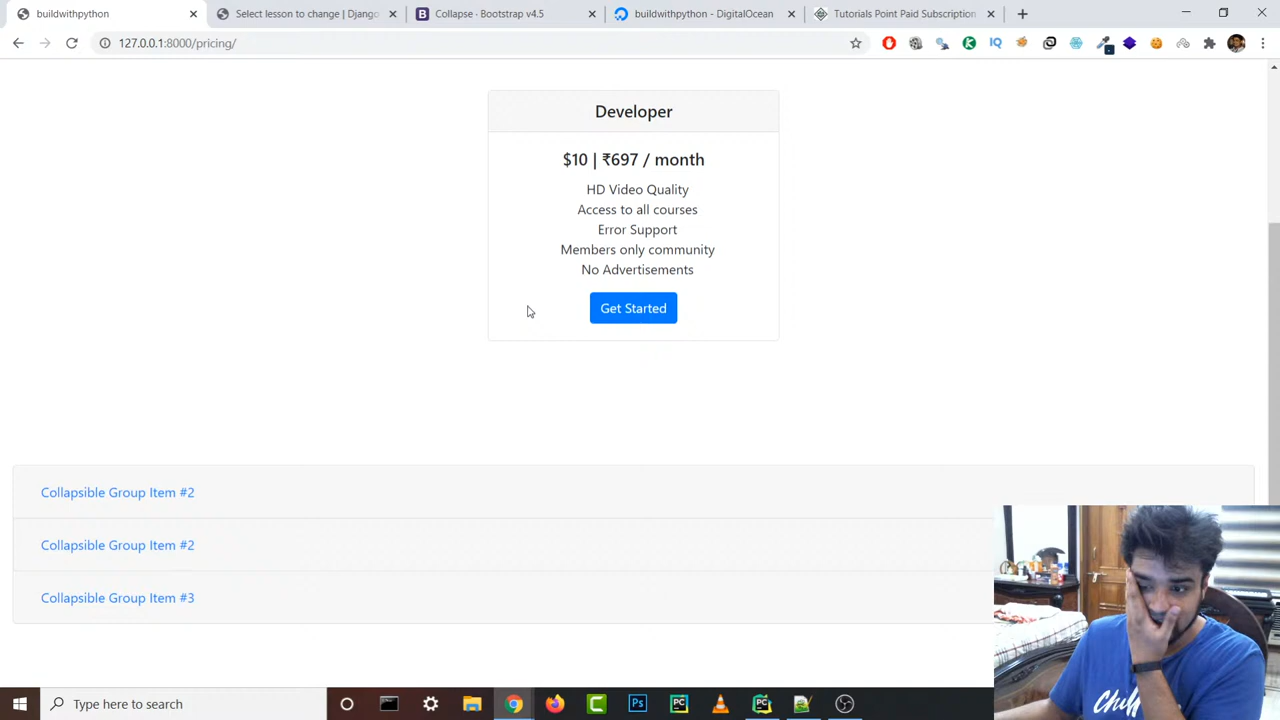 buildwithpython
Select lesson to change | Django
Collapse · Bootstrap v4.5
buildwithpython - DigitalOcean
Tutorials Point Paid Subscription
127.0.0.1:8000/pricing/
IQ
Developer
$10 | ₹697 / month
HD Video Quality
Access to all courses
Error Support
Members only community
No Advertisements
Get Started
Collapsible Group Item #2
Collapsible Group Item #2
Collapsible Group Item #3
Type here to search